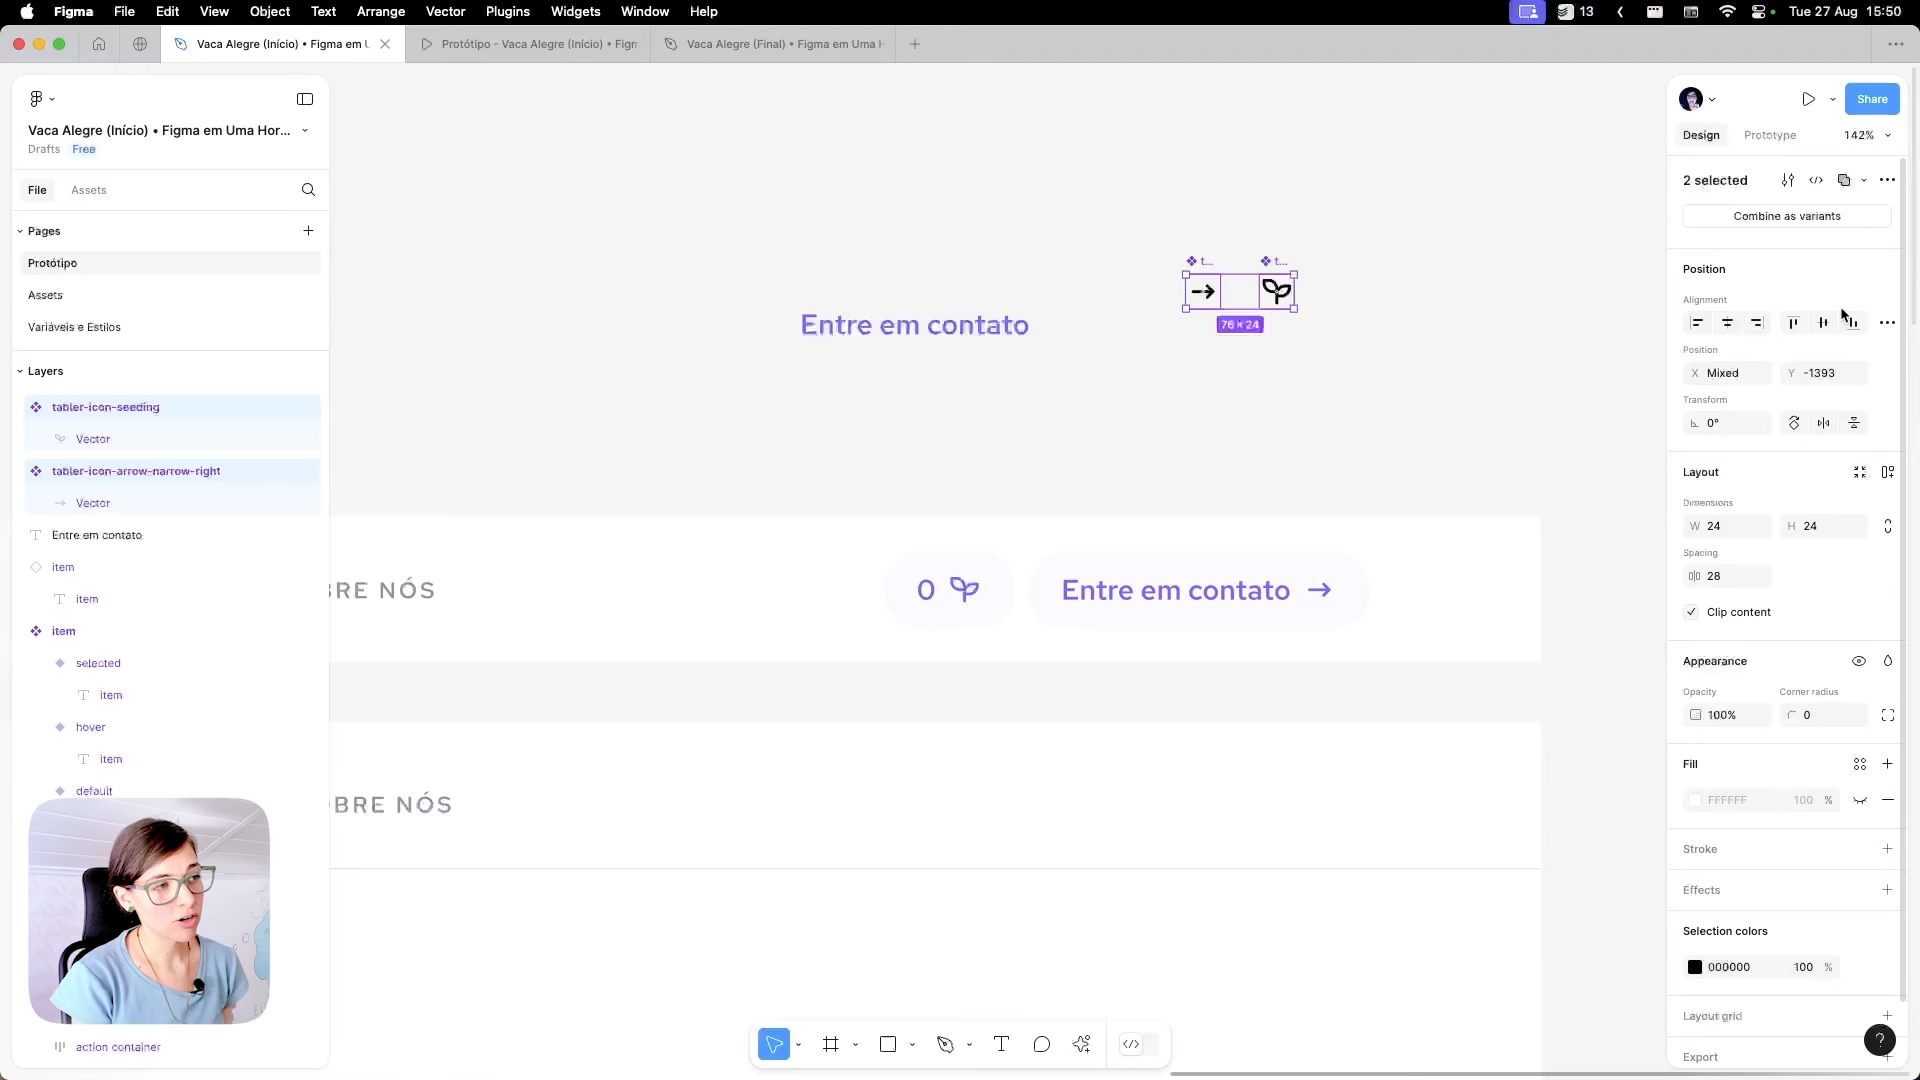 Figma File Edit View Object Text Arrange Vector Plugins Widgets Window Help 13 Tue 27 Aug 15:50
Vaca Alegre (Início) • Figma em U
Protótipo - Vaca Alegre (Início) • Figm
Vaca Alegre (Final) • Figma em Uma H
Vaca Alegre (Início) • Figma em Uma Hor...
Drafts Free
File Assets
Pages
Protótipo
Assets
Variáveis e Estilos
Layers
tabler-icon-seeding
Vector
tabler-icon-arrow-narrow-right
Vector
Entre em contato
item
item
item
selected
item
hover
item
default
action container
t... t...
76 × 24
Entre em contato
BRE NÓS
0
Entre em contato →
OBRE NÓS
Share
Design Prototype 142%
2 selected
Combine as variants
Position
Alignment
Position
X Mixed Y -1393
Transform
0°
Layout
Dimensions
W 24 H 24
Spacing
28
Clip content
Appearance
Opacity Corner radius
100% 0
Fill
FFFFFF 100 %
Stroke
Effects
Selection colors
000000 100 %
Layout grid
Export
?